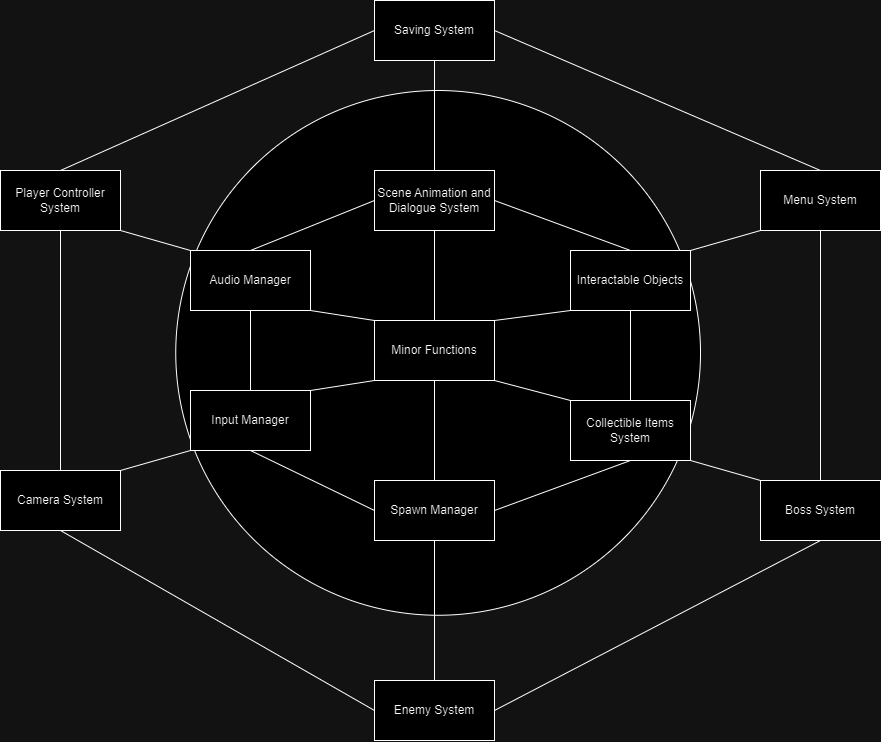 Saving System
Player Controller
System
Scene Animation and
Dialogue System
Menu System
Audio Manager
Interactable Objects
Minor Functions
Input Manager
Collectible Items
System
Camera System
Spawn Manager
Boss System
Enemy System